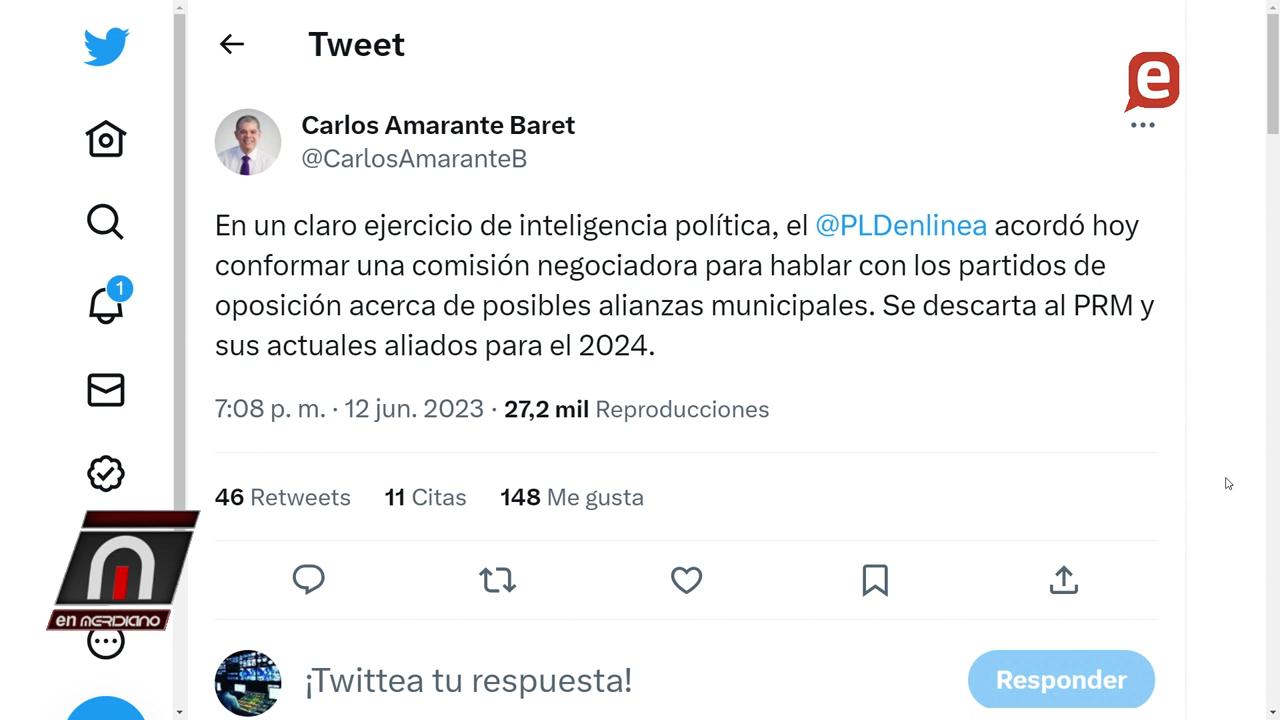 Tweet
e
Carlos Amarante Baret
@CarlosAmaranteB
En un claro ejercicio de inteligencia política, el @PLDenlinea acordó hoy
conformar una comisión negociadora para hablar con los partidos de
oposición acerca de posibles alianzas municipales. Se descarta al PRM y
sus actuales aliados para el 2024.
7:08 p. m. · 12 jun. 2023 · 27,2 mil Reproducciones
46 Retweets 11 Citas 148 Me gusta
1
en MERDIANO
¡Twittea tu respuesta!
Responder